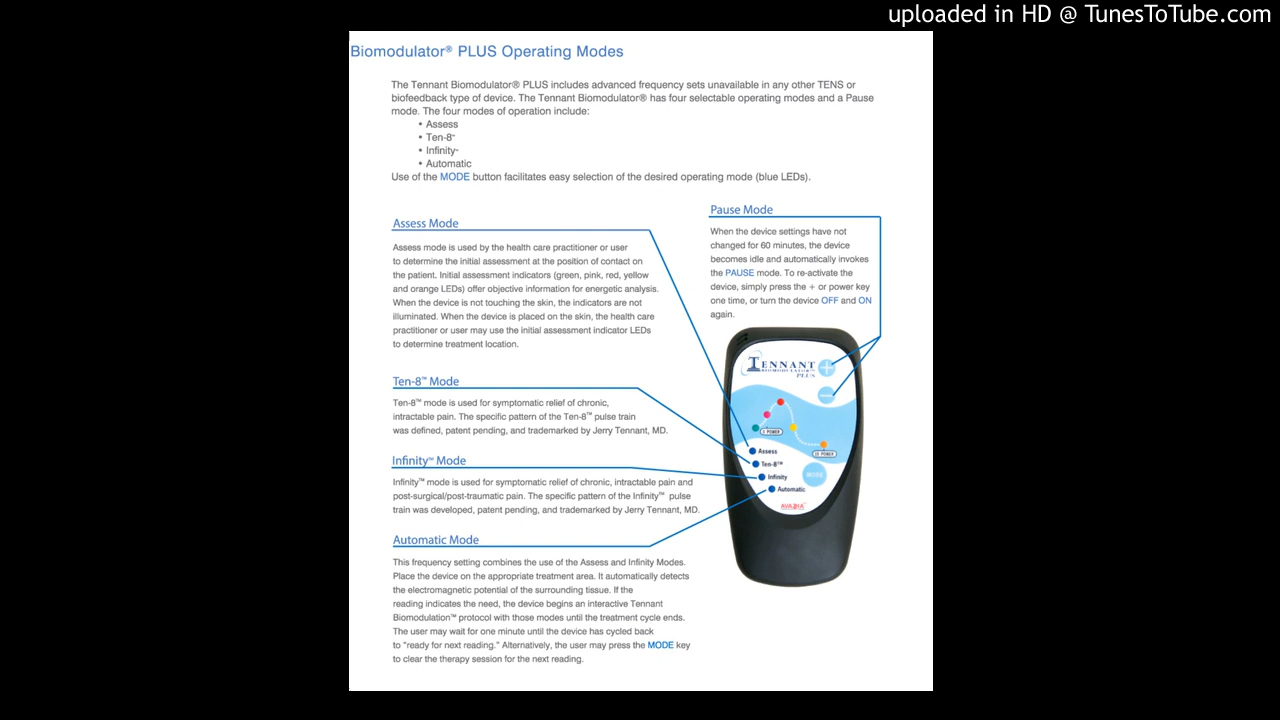 uploaded in HD @ TunesToTube.com
Biomodulator® PLUS Operating Modes
The Tennant Biomodulator® PLUS includes advanced frequency sets unavailable in any other TENS or
biofeedback type of device. The Tennant Biomodulator® has four selectable operating modes and a Pause
mode. The four modes of operation include:
• Assess
• Ten-8™
• Infinity™
• Automatic
Use of the MODE button facilitates easy selection of the desired operating mode (blue LEDs).
Assess Mode
Assess mode is used by the health care practitioner or user
to determine the initial assessment at the position of contact on
the patient. Initial assessment indicators (green, pink, red, yellow
and orange LEDs) offer objective information for energetic analysis.
When the device is not touching the skin, the indicators are not
illuminated. When the device is placed on the skin, the health care
practitioner or user may use the initial assessment indicator LEDs
to determine treatment location.
Pause Mode
When the device settings have not
changed for 60 minutes, the device
becomes idle and automatically invokes
the PAUSE mode. To re-activate the
device, simply press the + or power key
one time, or turn the device OFF and ON
again.
Ten-8™ Mode
Ten-8™ mode is used for symptomatic relief of chronic,
intractable pain. The specific pattern of the Ten-8™ pulse train
was defined, patent pending, and trademarked by Jerry Tennant, MD.
Infinity™ Mode
Infinity™ mode is used for symptomatic relief of chronic, intractable pain and
post-surgical/post-traumatic pain. The specific pattern of the Infinity™ pulse
train was developed, patent pending, and trademarked by Jerry Tennant, MD.
Automatic Mode
This frequency setting combines the use of the Assess and Infinity Modes.
Place the device on the appropriate treatment area. It automatically detects
the electromagnetic potential of the surrounding tissue. If the
reading indicates the need, the device begins an interactive Tennant
Biomodulation™ protocol with those modes until the treatment cycle ends.
The user may wait for one minute until the device has cycled back
to "ready for next reading." Alternatively, the user may press the MODE key
to clear the therapy session for the next reading.
TENNANT
BIOMODULATOR™
PLUS
+
X POWER
Assess
Ten-8™
Infinity
Automatic
MODE
AVAZZIA